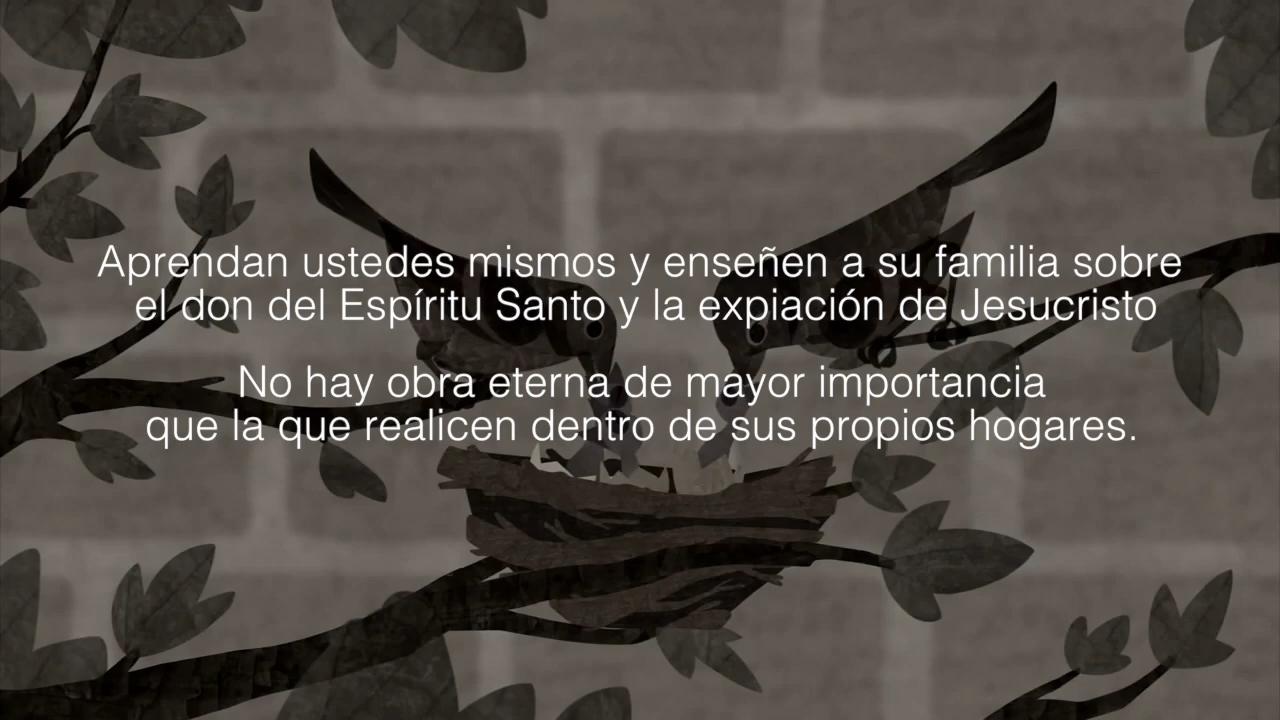 Aprendan ustedes mismos y enseñen a su familia sobre
el don del Espíritu Santo y la expiación de Jesucristo
No hay obra eterna de mayor importancia
que la que realicen dentro de sus propios hogares.